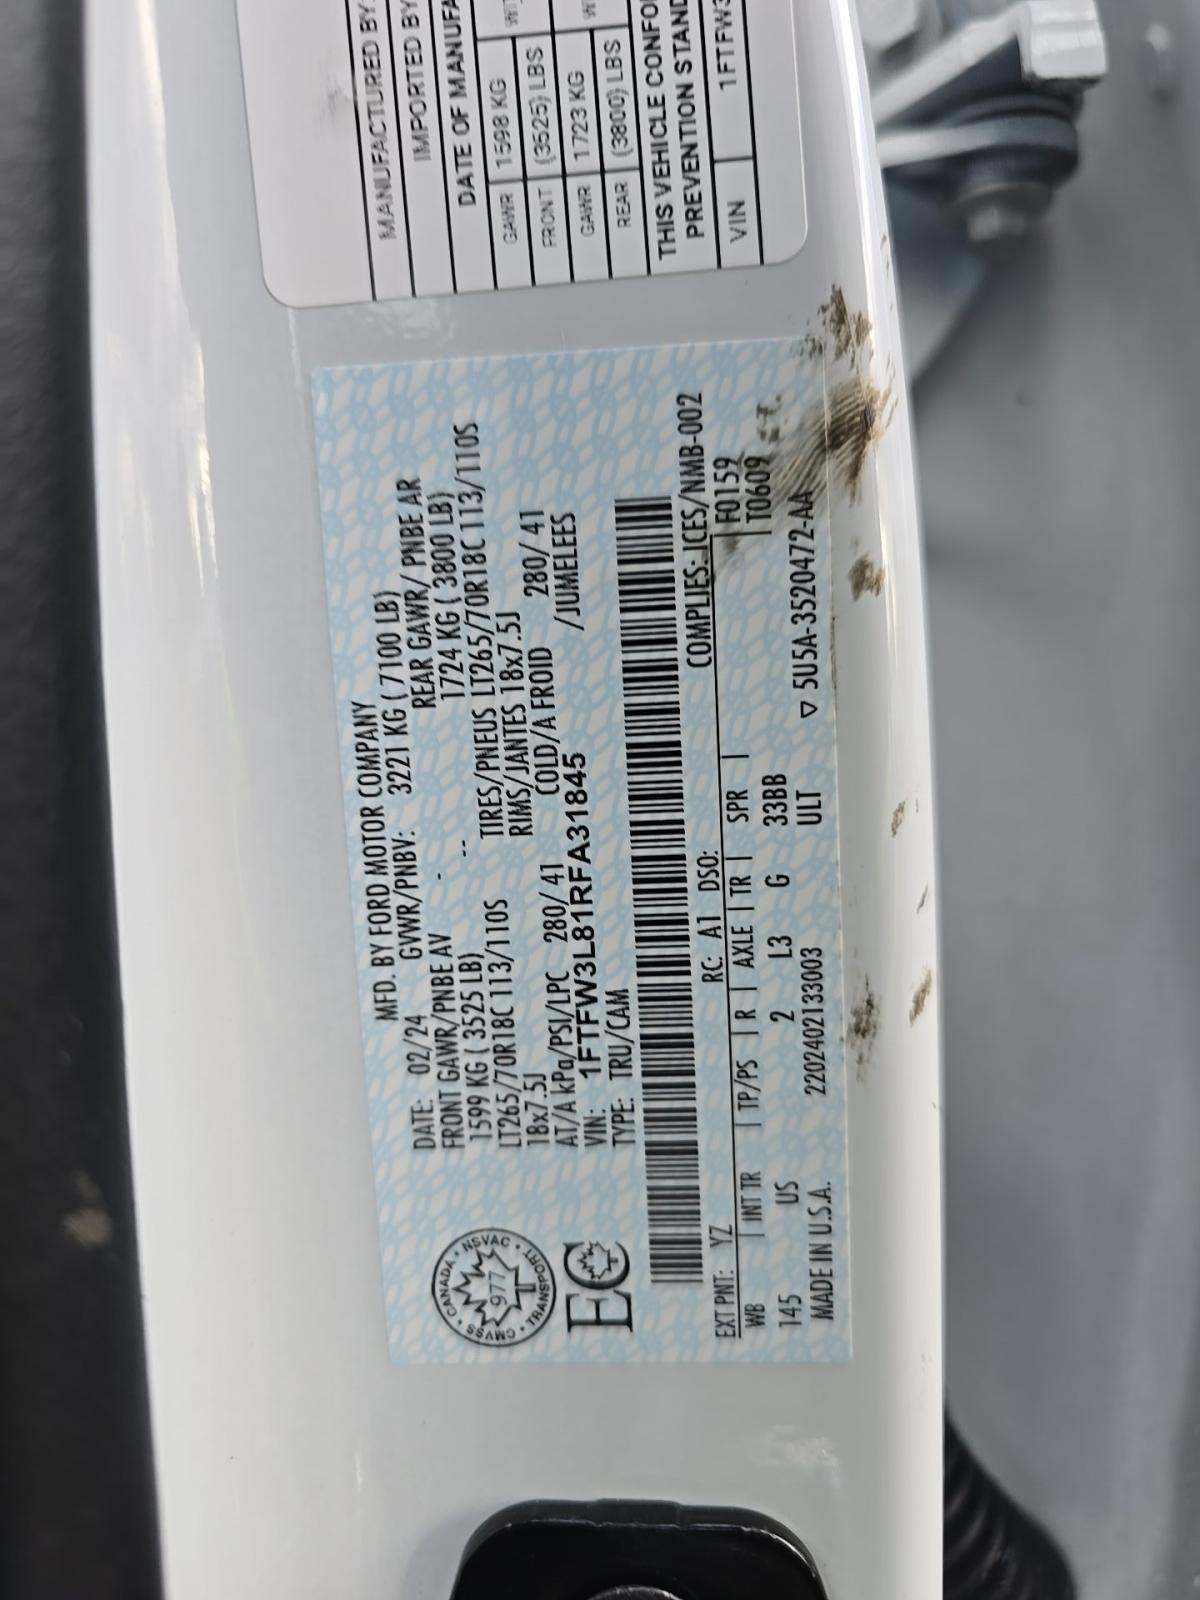 MFD. BY FORD MOTOR COMPANY
DATE: 02/24 GVWR/PNBV: 3221 KG ( 7100 LB)
FRONT GAWR/PNBE AV REAR GAWR/ PNBE AR
1599 KG ( 3525 LB) - -- 1724 KG ( 3800 LB)
LT265/70R18C 113/110S TIRES/PNEUS LT265/70R18C 113/110S
18x7.5J RIMS/JANTES 18x7.5J
AT/A kPa/PSI/LPC 280/ 41 COLD/A FROID 280/ 41
VIN: 1FTFW3L81RFA31845 /JUMELEES
TYPE: TRU/CAM
CANADA • NSVAC • TRANSPORT • CMVSS •
977
EC
COMPLIES: ICES/NMB-002
EXT PNT: YZ RC: A1 DSO: F0159
WB INT TR TP/PS R AXLE TR SPR T0609
145 US 2 L3 G 33BB
MADE IN U.S.A. 220240213​3003 ULT ▽ 5U5A-3520472-AA
MANUFACTURED BY
IMPORTED BY
DATE OF MANUFA
GAWR 1598 KG
FRONT (3525) LBS
GAWR 1723 KG
REAR (3800) LBS
THIS VEHICLE CONFO
PREVENTION STAND
VIN 1FTFW3